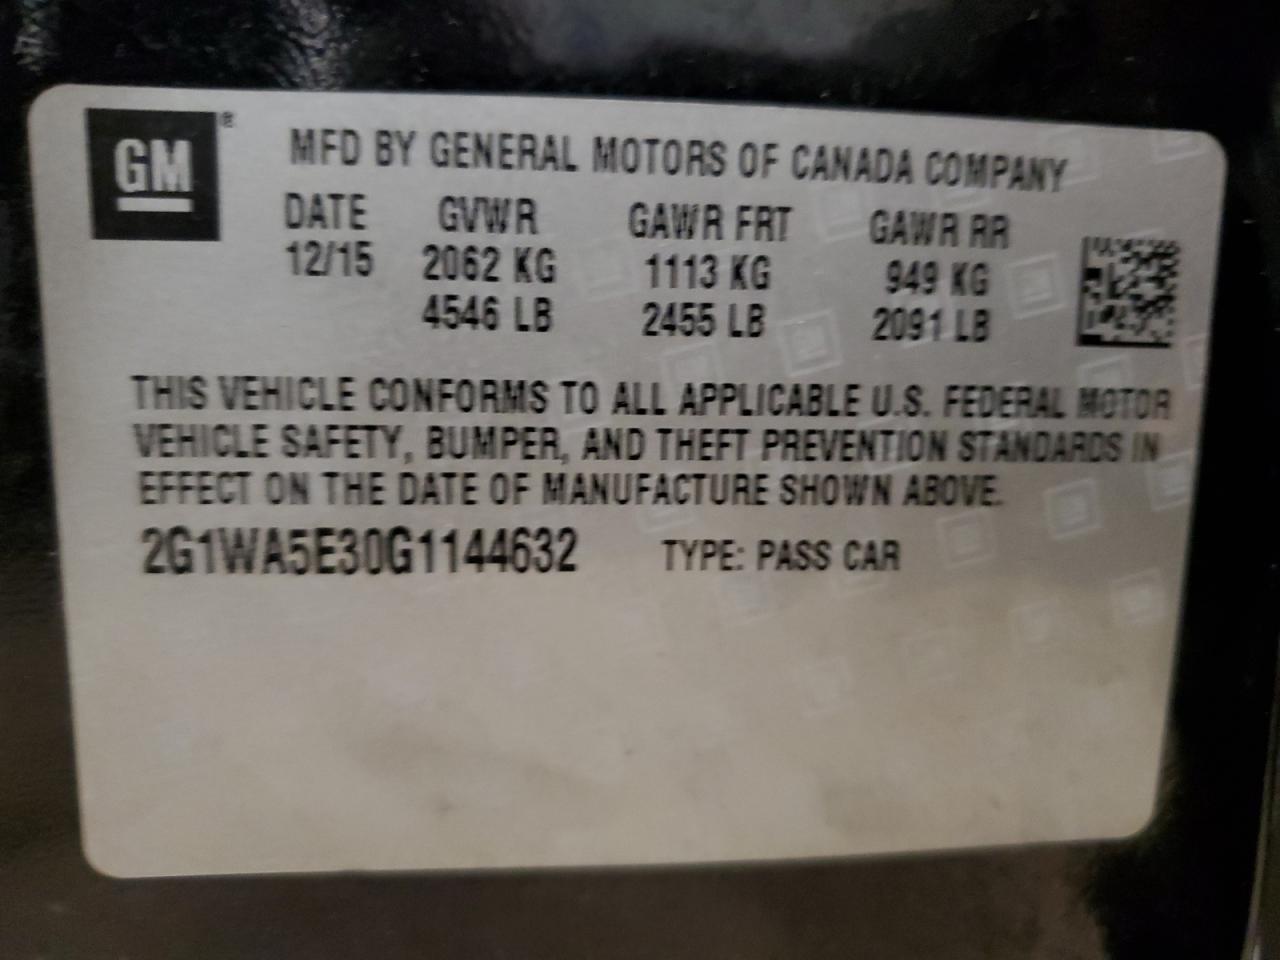 GM®
MFD BY GENERAL MOTORS OF CANADA COMPANY
DATE GVWR GAWR FRT GAWR RR
12/15 2062 KG 1113 KG 949 KG
4546 LB 2455 LB 2091 LB
THIS VEHICLE CONFORMS TO ALL APPLICABLE U.S. FEDERAL MOTOR
VEHICLE SAFETY, BUMPER, AND THEFT PREVENTION STANDARDS IN
EFFECT ON THE DATE OF MANUFACTURE SHOWN ABOVE.
2G1WA5E30G1144632 TYPE: PASS CAR